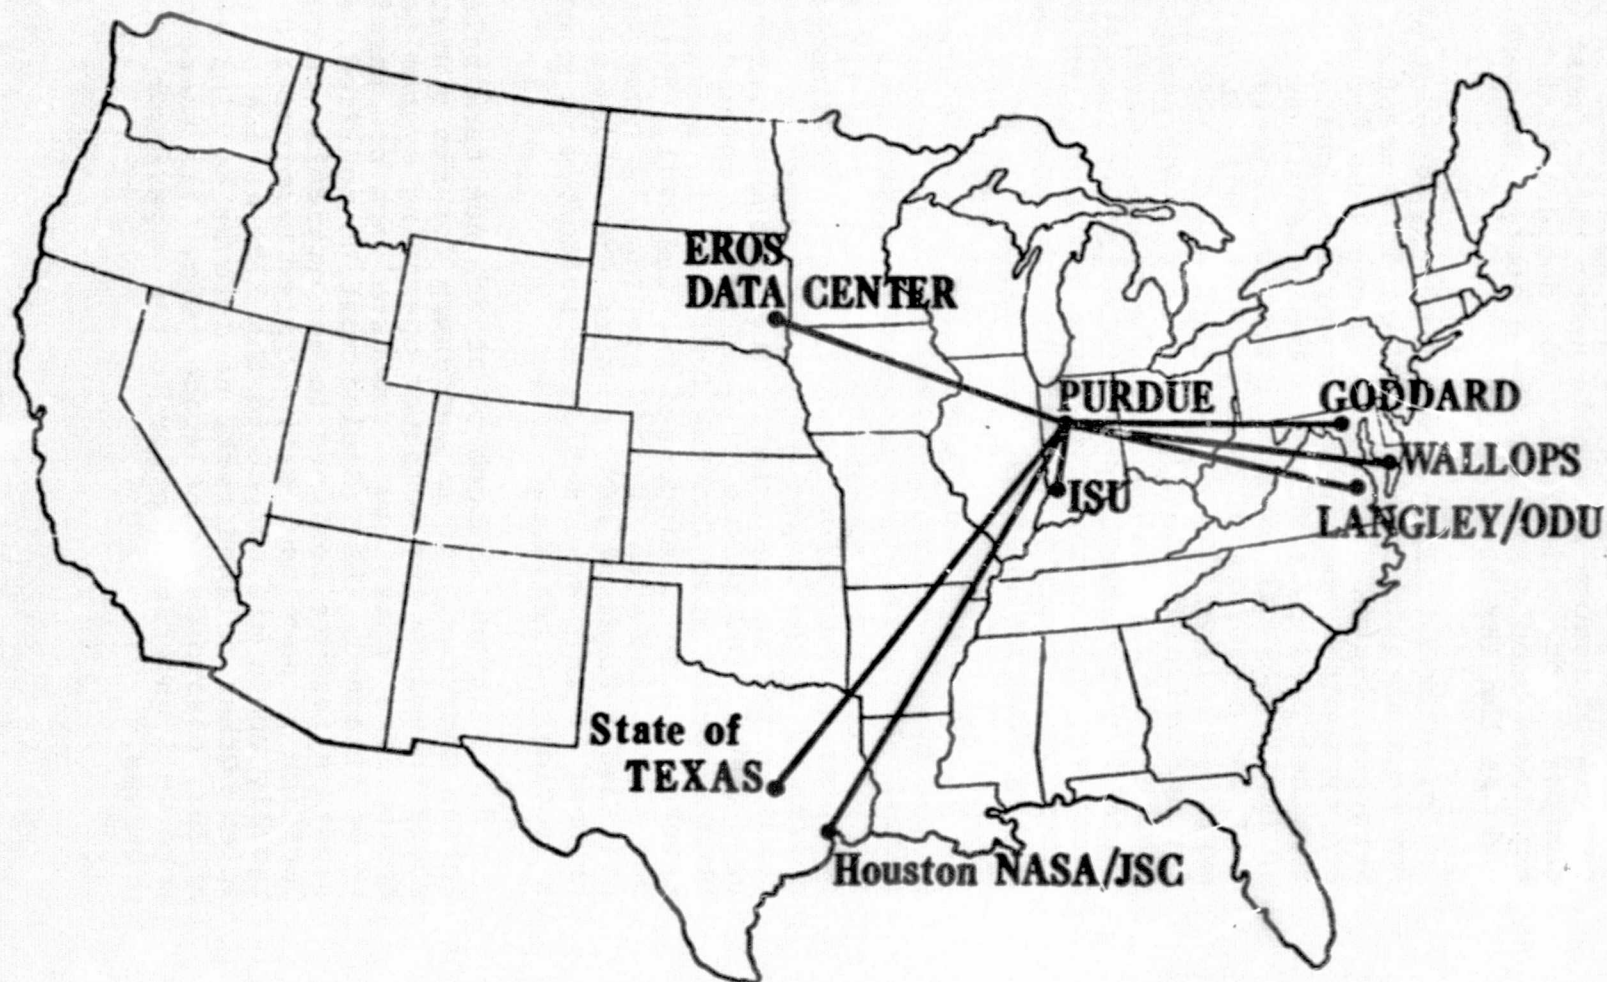 EROS
DATA CENTER
PURDUE
GODDARD
WALLOPS
ISU
LANGLEY/ODU
State of
TEXAS
Houston NASA/JSC